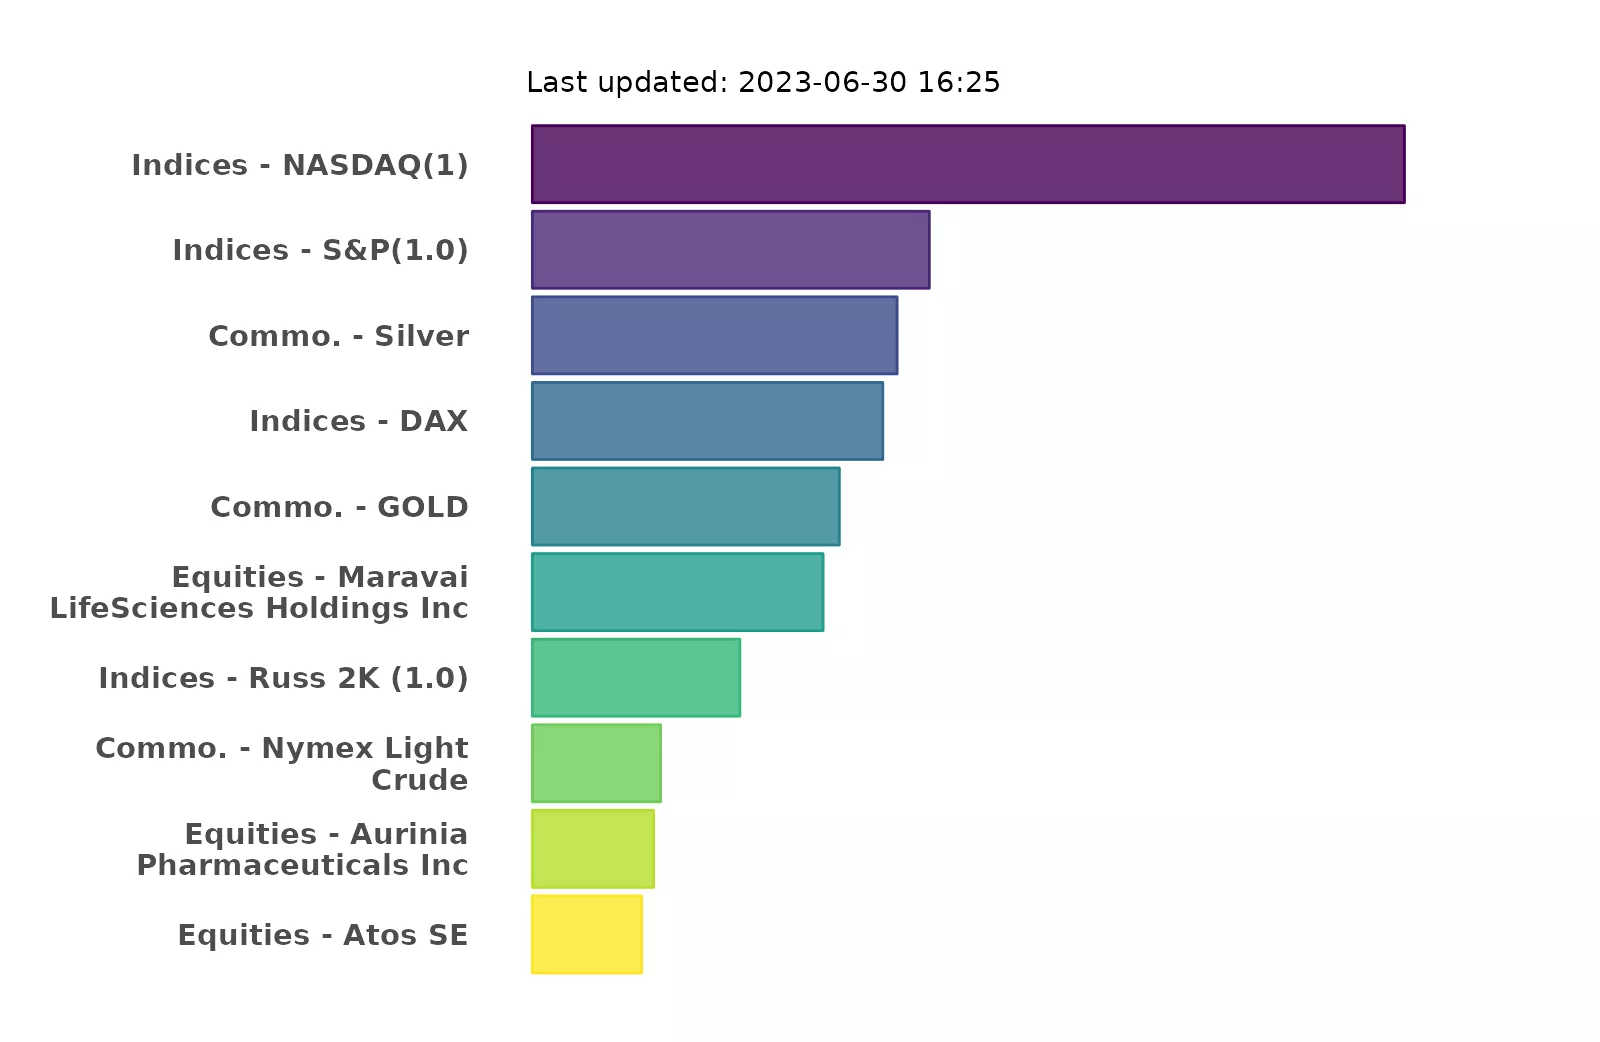 Last updated: 2023-06-30 16:25
Indices - NASDAQ(1)
Indices - S&P(1.0)
Commo. - Silver
Indices - DAX
Commo. - GOLD
Equities - Maravai
LifeSciences Holdings Inc
Indices - Russ 2K (1.0)
Commo. - Nymex Light
Crude
Equities - Aurinia
Pharmaceuticals Inc
Equities - Atos SE